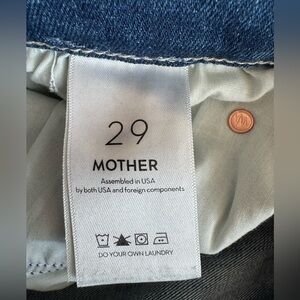 29
MOTHER
Assembled in USA
by both USA and foreign components
DO YOUR OWN LAUNDRY